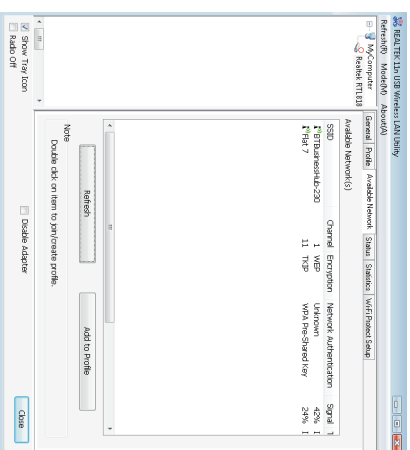 REALTEK 11n USB Wireless LAN Utility
Refresh(R) Mode(M) About(A)
MyComputer
Realtek RTL818
General Profile Available Network Status Statistics Wi-Fi Protect Setup
Available Network(s)
SSID Channel Encryption Network Authentication Signal T
BTBusinessHub-230 1 WEP Unknown 42% I
Flat 7 11 TKIP WPA Pre-Shared Key 24% I
Refresh Add to Profile
Note
Double click on item to join/create profile.
Show Tray Icon
Radio Off
Disable Adapter
Close